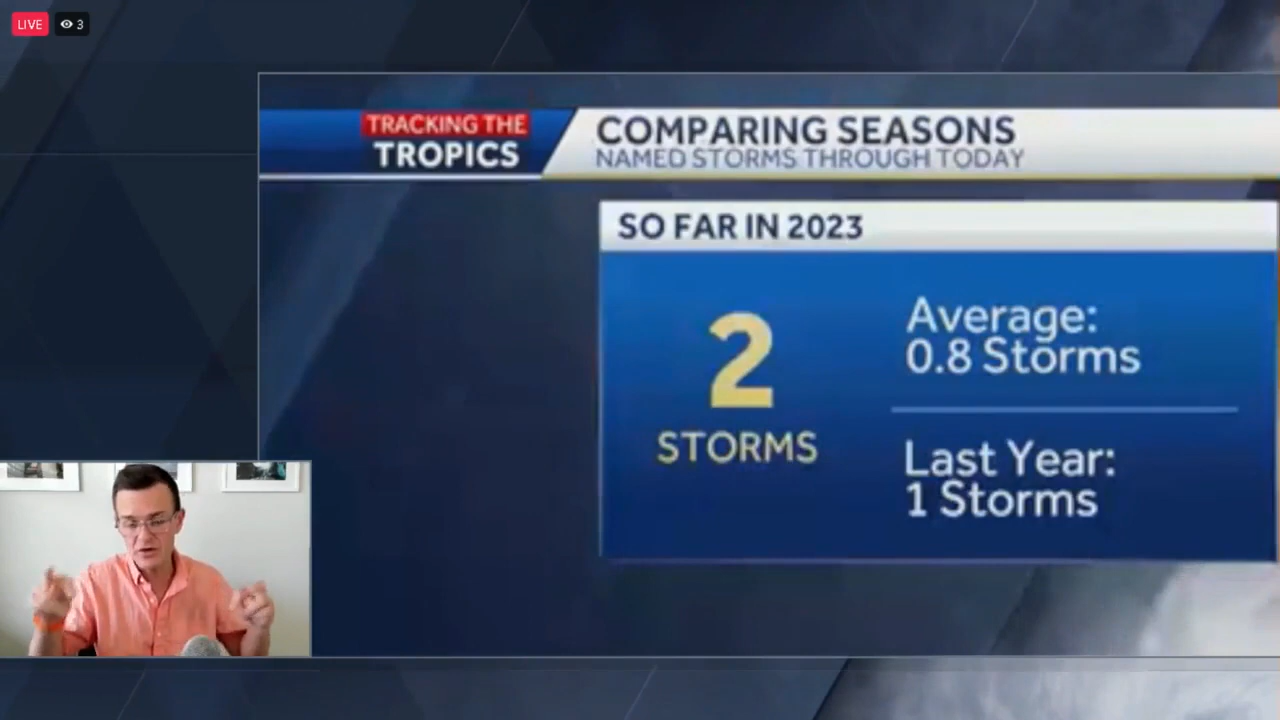 LIVE 3
TRACKING THE
TROPICS
COMPARING SEASONS
NAMED STORMS THROUGH TODAY
SO FAR IN 2023
2
STORMS
Average:
0.8 Storms
Last Year:
1 Storms